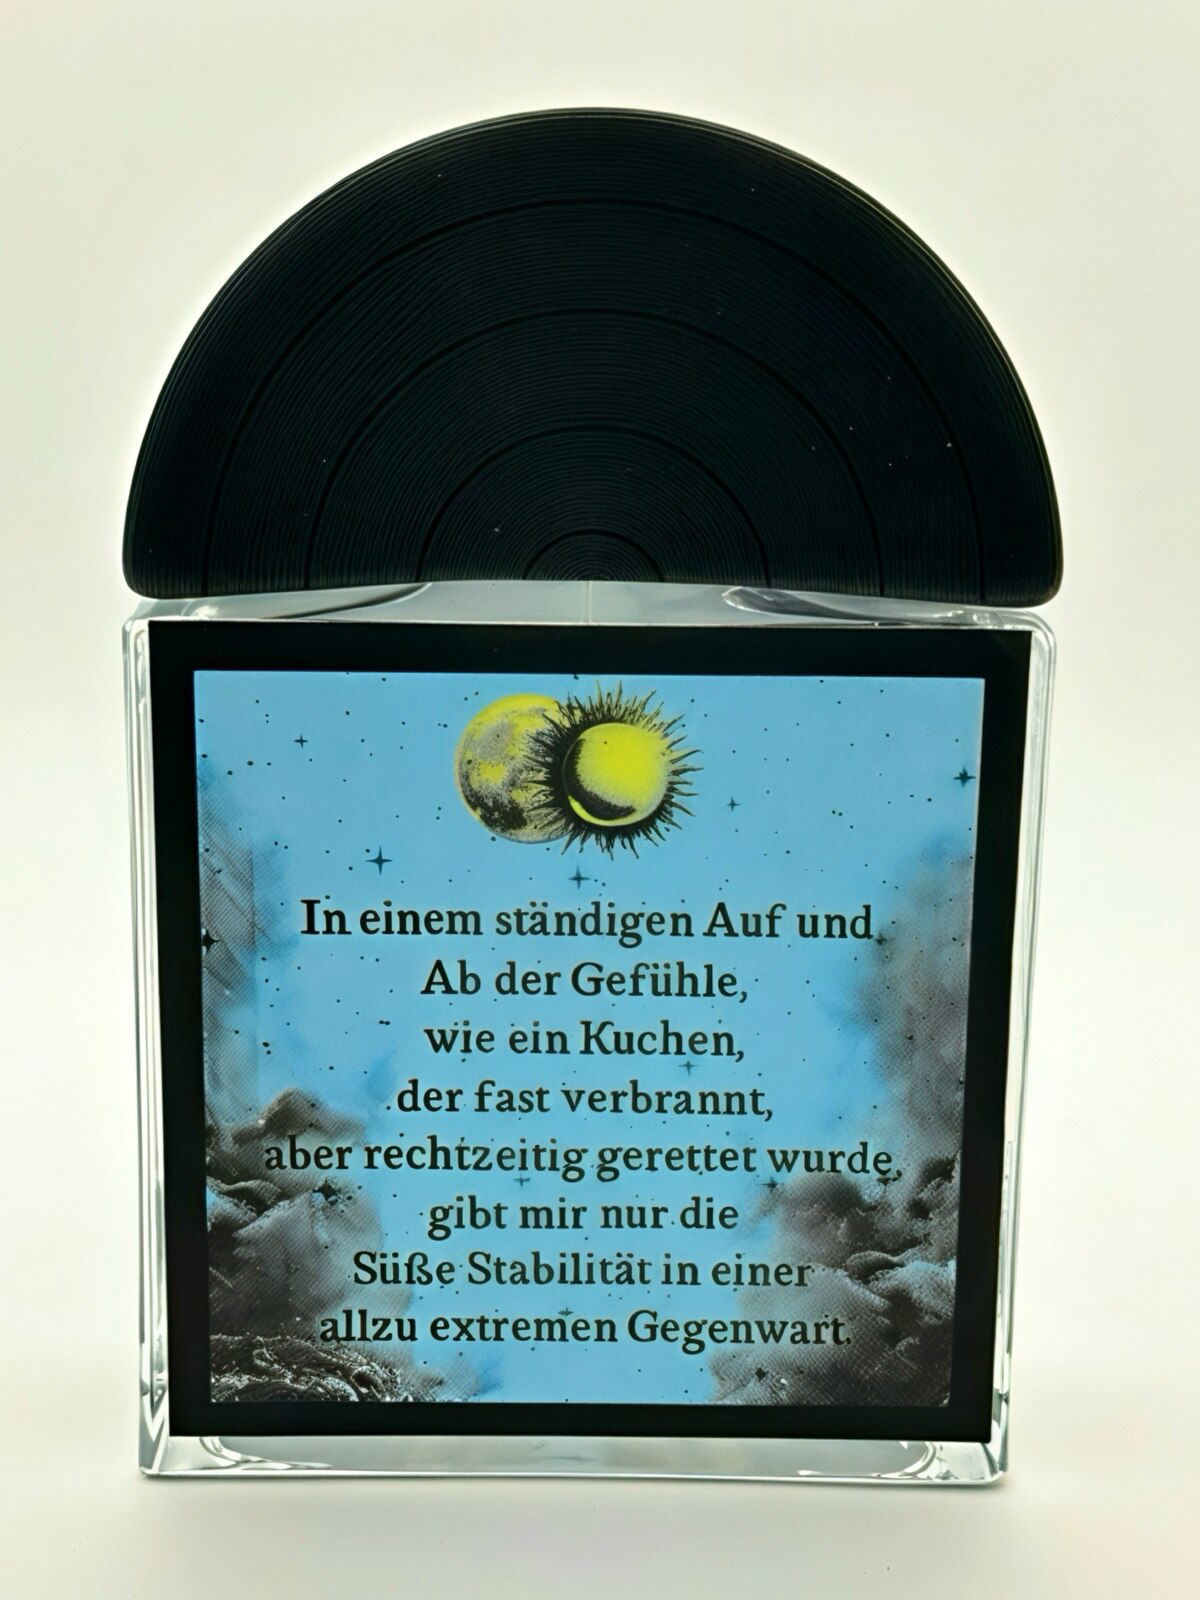 In einem ständigen Auf und
Ab der Gefühle,
wie ein Kuchen,
der fast verbrannt,
aber rechtzeitig gerettet wurde,
gibt mir nur die
Süße Stabilität in einer
allzu extremen Gegenwart.